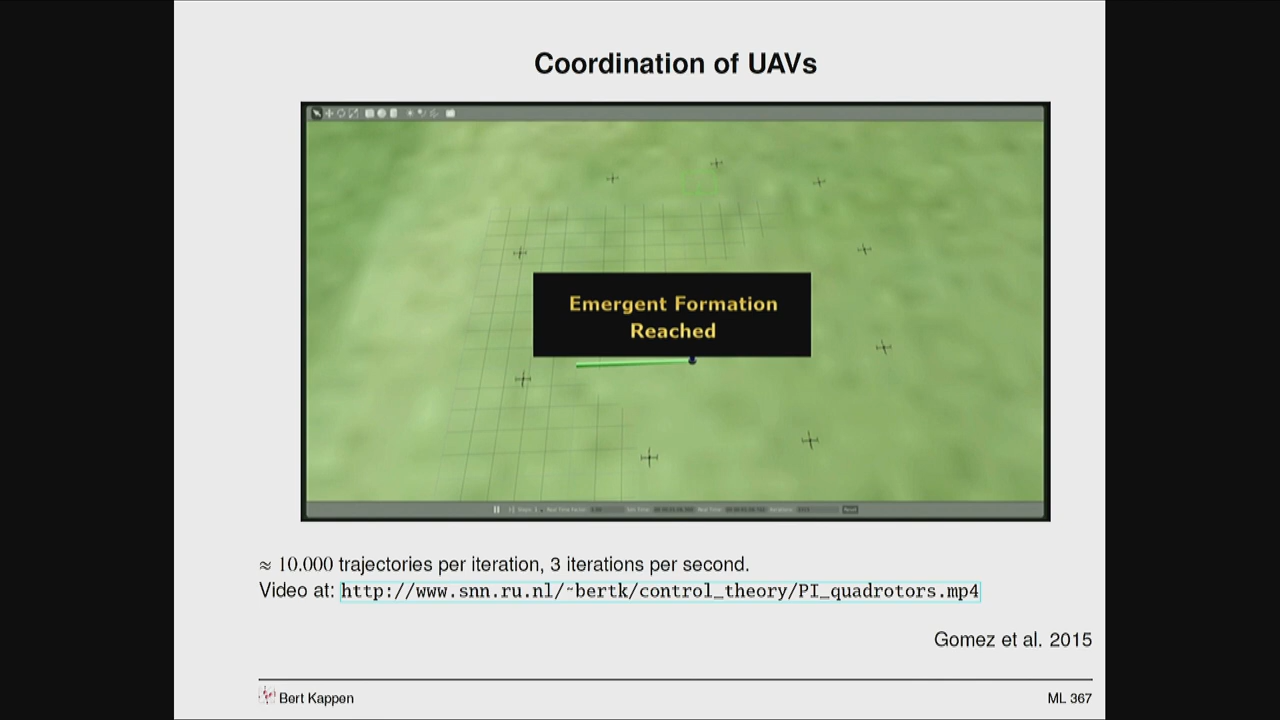 Coordination of UAVs
Emergent Formation
Reached
≈ 10.000 trajectories per iteration, 3 iterations per second.
Video at: http://www.snn.ru.nl/~bertk/control_theory/PI_quadrotors.mp4
Gomez et al. 2015
Bert Kappen
ML 367